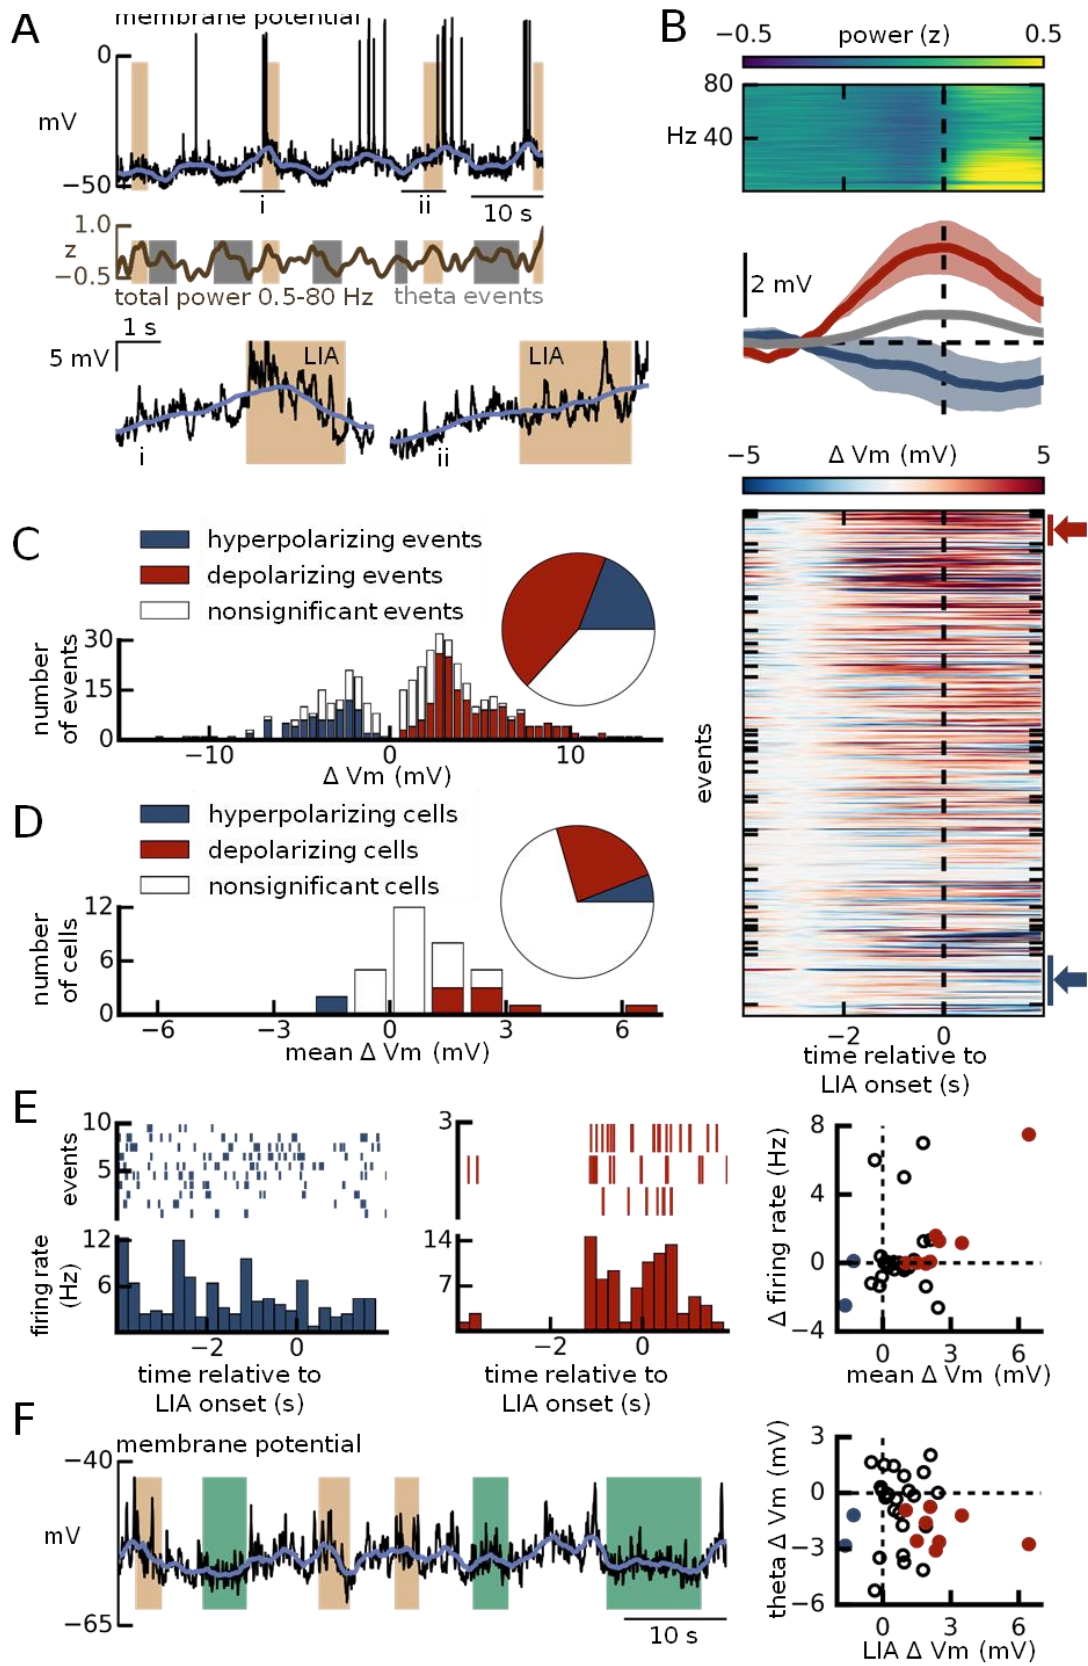 A
membrane potential
0
mV
−50
i
ii
10 s
1.0
z
−0.5
total power 0.5-80 Hz
theta events
1 s
5 mV
LIA
LIA
i
ii
B
−0.5
power (z)
0.5
80
Hz 40
2 mV
−5
Δ Vm (mV)
5
events
−2
0
time relative to
LIA onset (s)
C
hyperpolarizing events
depolarizing events
nonsignificant events
30
15
0
number
of events
−10
0
10
Δ Vm (mV)
D
hyperpolarizing cells
depolarizing cells
nonsignificant cells
12
6
0
number
of cells
−6
−3
0
3
6
mean Δ Vm (mV)
E
10
5
events
12
6
firing rate
(Hz)
−2
0
time relative to
LIA onset (s)
3
14
7
−2
0
time relative to
LIA onset (s)
8
4
0
−4
Δ firing rate (Hz)
0
3
6
mean Δ Vm (mV)
F
membrane potential
−40
mV
−65
10 s
3
0
−3
−6
theta Δ Vm (mV)
0
3
6
LIA Δ Vm (mV)